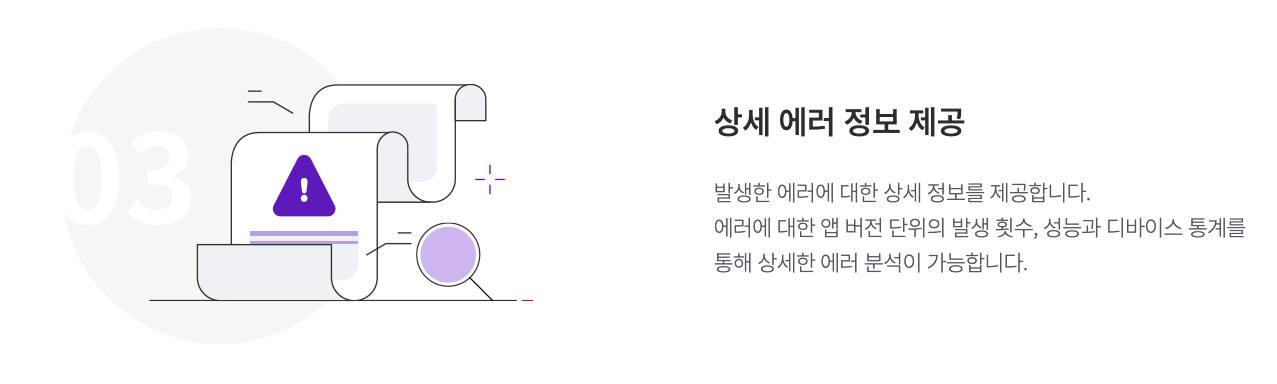 03
상세 에러 정보 제공
발생한 에러에 대한 상세 정보를 제공합니다.
에러에 대한 앱 버전 단위의 발생 횟수, 성능과 디바이스 통계를
통해 상세한 에러 분석이 가능합니다.